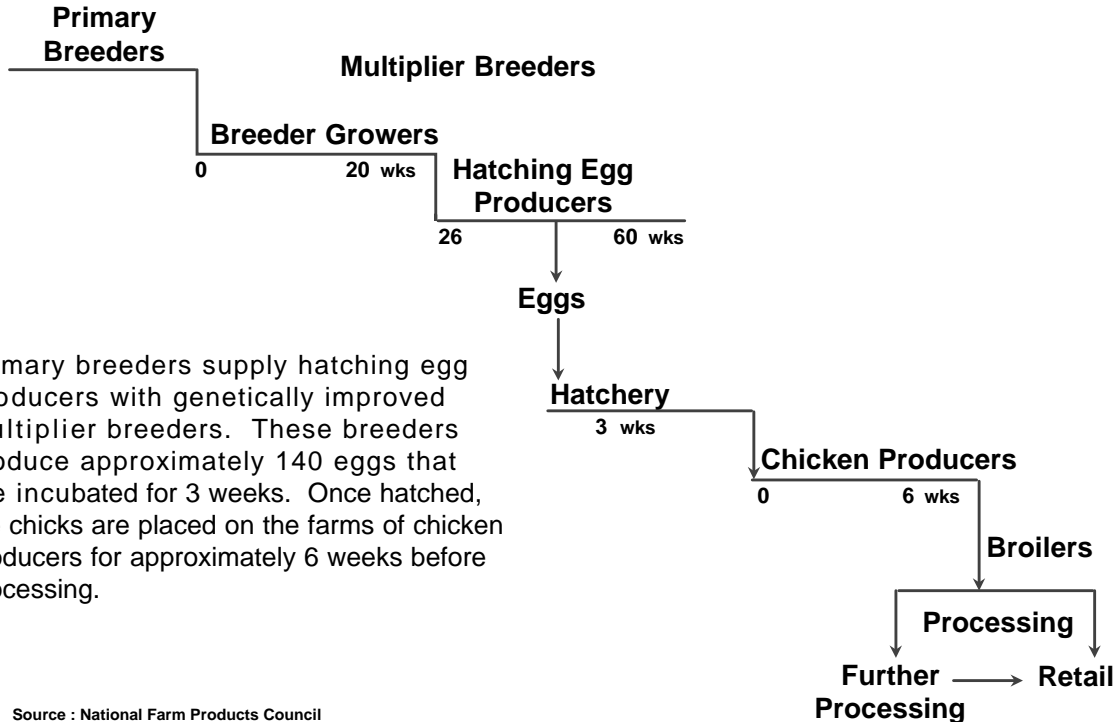 Primary
Breeders
Multiplier Breeders
Breeder Growers
0 20 wks
Hatching Egg
Producers
26 60 wks
Eggs
Hatchery
3 wks
Chicken Producers
0 6 wks
Broilers
Processing
Further
Processing
Retail
mary breeders supply hatching egg
oducers with genetically improved
ultiplier breeders. These breeders
oduce approximately 140 eggs that
e incubated for 3 weeks. Once hatched,
chicks are placed on the farms of chicken
oducers for approximately 6 weeks before
ocessing.
Source : National Farm Products Council